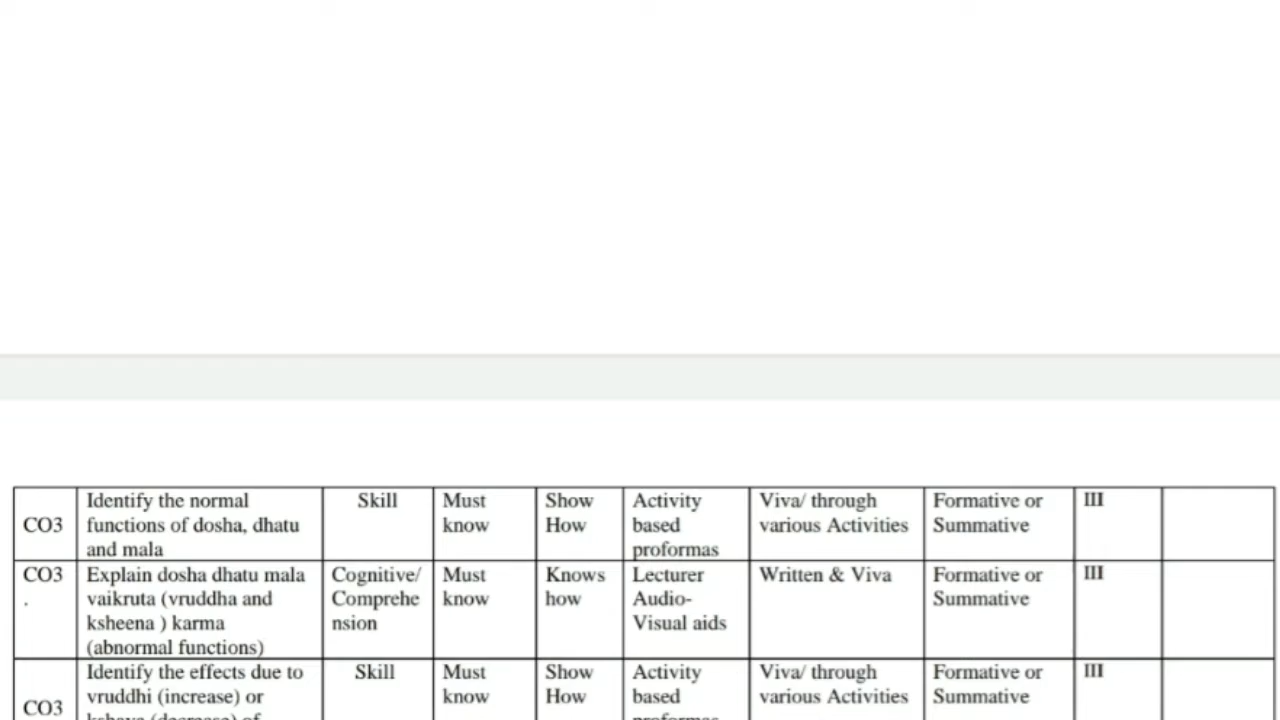 CO3
Identify the normal
functions of dosha, dhatu
and mala
Skill
Must
know
Show
How
Activity
based
proformas
Viva/ through
various Activities
Formative or
Summative
III
CO3
.
Explain dosha dhatu mala
vaikruta (vruddha and
ksheena ) karma
(abnormal functions)
Cognitive/
Comprehe
nsion
Must
know
Knows
how
Lecturer
Audio-
Visual aids
Written & Viva
Formative or
Summative
III
CO3
Identify the effects due to
vruddhi (increase) or
kshaya (decrease) of
Skill
Must
know
Show
How
Activity
based
proformas
Viva/ through
various Activities
Formative or
Summative
III